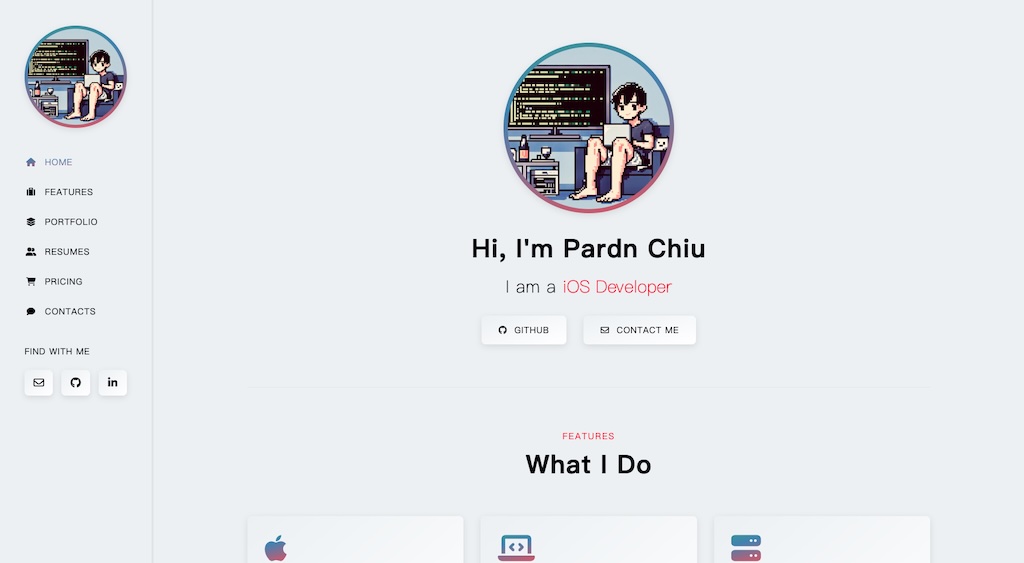 HOME
FEATURES
PORTFOLIO
RESUMES
PRICING
CONTACTS
FIND WITH ME
in
Hi, I'm Pardn Chiu
I am a iOS Developer
GITHUB
CONTACT ME
FEATURES
What I Do